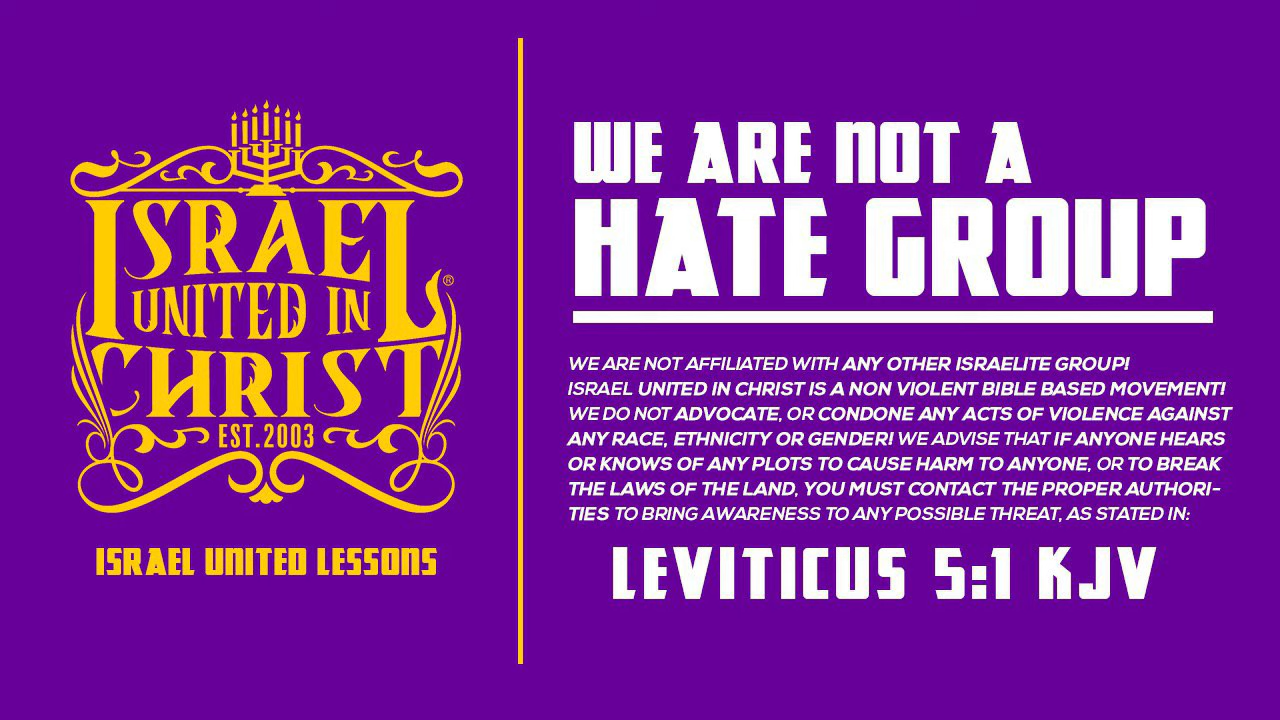 ISRAEL
UNITED IN
CHRIST
®
EST.2003
ISRAEL UNITED LESSONS
WE ARE NOT A
HATE GROUP
WE ARE NOT AFFILIATED WITH ANY OTHER ISRAELITE GROUP!
ISRAEL UNITED IN CHRIST IS A NON VIOLENT BIBLE BASED MOVEMENT!
WE DO NOT ADVOCATE, OR CONDONE ANY ACTS OF VIOLENCE AGAINST
ANY RACE, ETHNICITY OR GENDER! WE ADVISE THAT IF ANYONE HEARS
OR KNOWS OF ANY PLOTS TO CAUSE HARM TO ANYONE, OR TO BREAK
THE LAWS OF THE LAND, YOU MUST CONTACT THE PROPER AUTHORI-
TIES TO BRING AWARENESS TO ANY POSSIBLE THREAT, AS STATED IN:
LEVITICUS 5:1 KJV